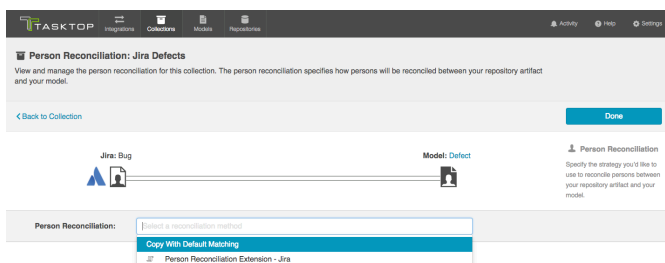 TASKTOP
Integrations
Collections
Models
Repositories
Activity
Help
Settings
Person Reconciliation: Jira Defects
View and manage the person reconciliation for this collection. The person reconciliation specifies how persons will be reconciled between your repository artifact
and your model.
Back to Collection
Done
Jira: Bug
Model: Defect
Person Reconciliation
Specify the strategy you'd like to
use to reconcile persons between
your repository artifact and your
model.
Person Reconciliation:
Select a reconciliation method
Copy With Default Matching
Person Reconciliation Extension - Jira